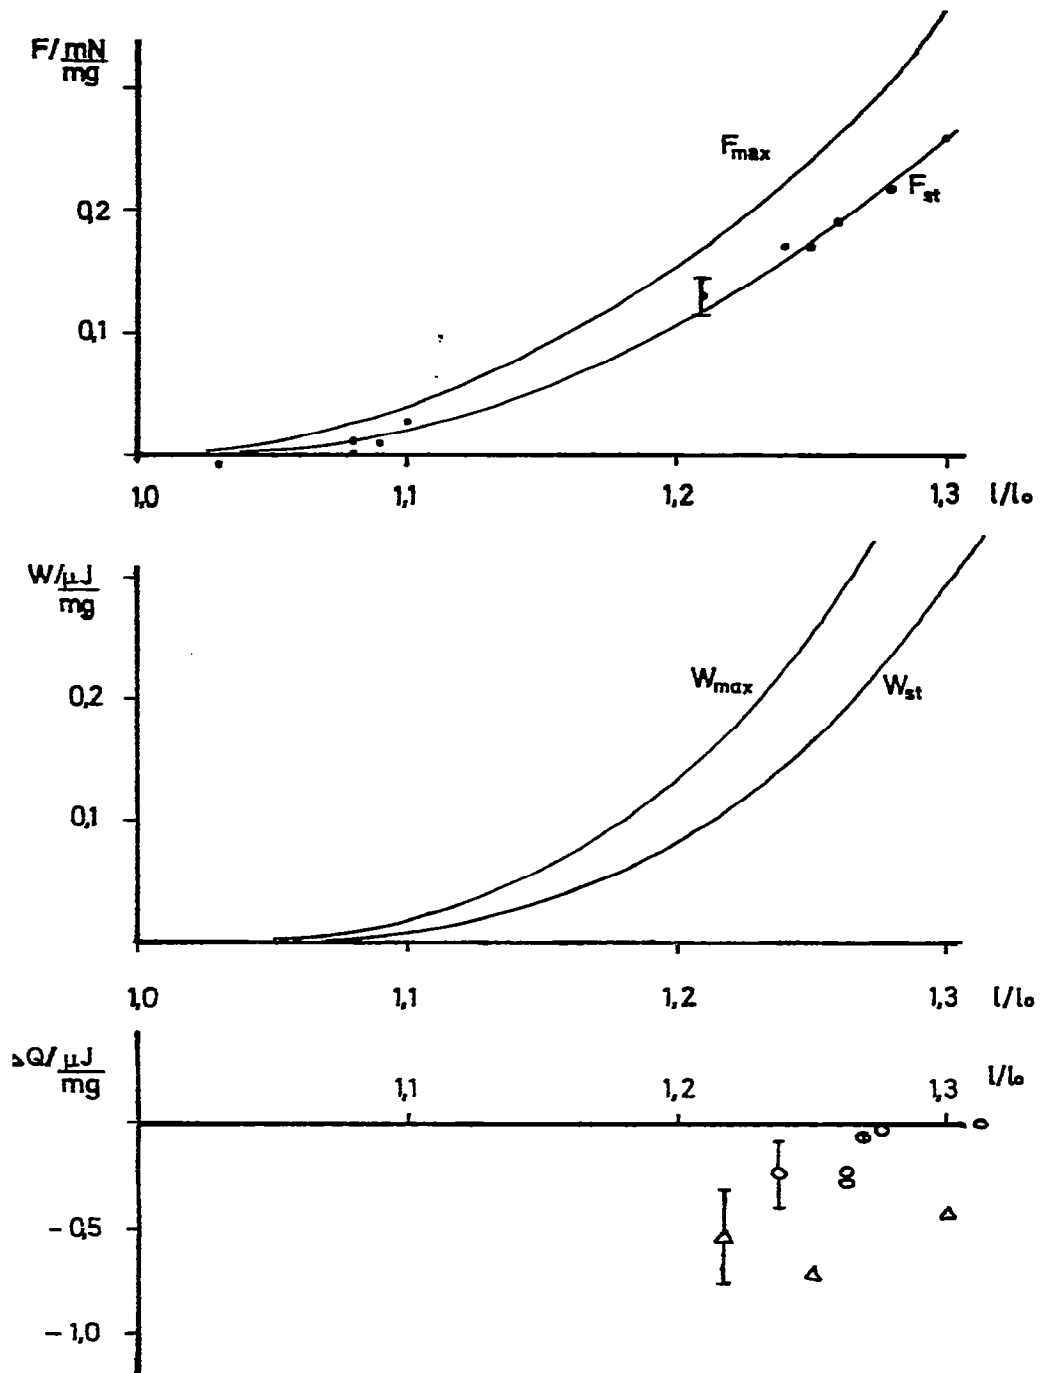 F/mN
mg
Fmax
0,2
Fst
0,1
1,0 1,1 1,2 1,3 l/l₀
W/μJ
mg
Wmax
Wst
0,2
0,1
1,0 1,1 1,2 1,3 l/l₀
ΔQ/μJ
mg
1,1 1,2 1,3 l/l₀
-0,5
-1,0